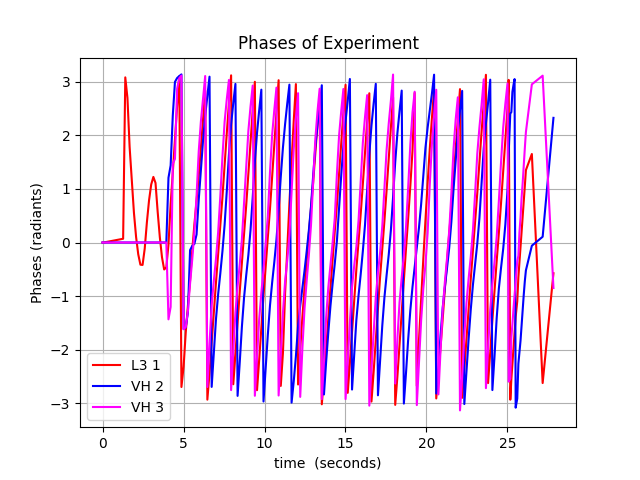 Phases of Experiment
Phases (radiants)
3
2
1
0
−1
−2
−3
L3 1
VH 2
VH 3
0 5 10 15 20 25
time (seconds)